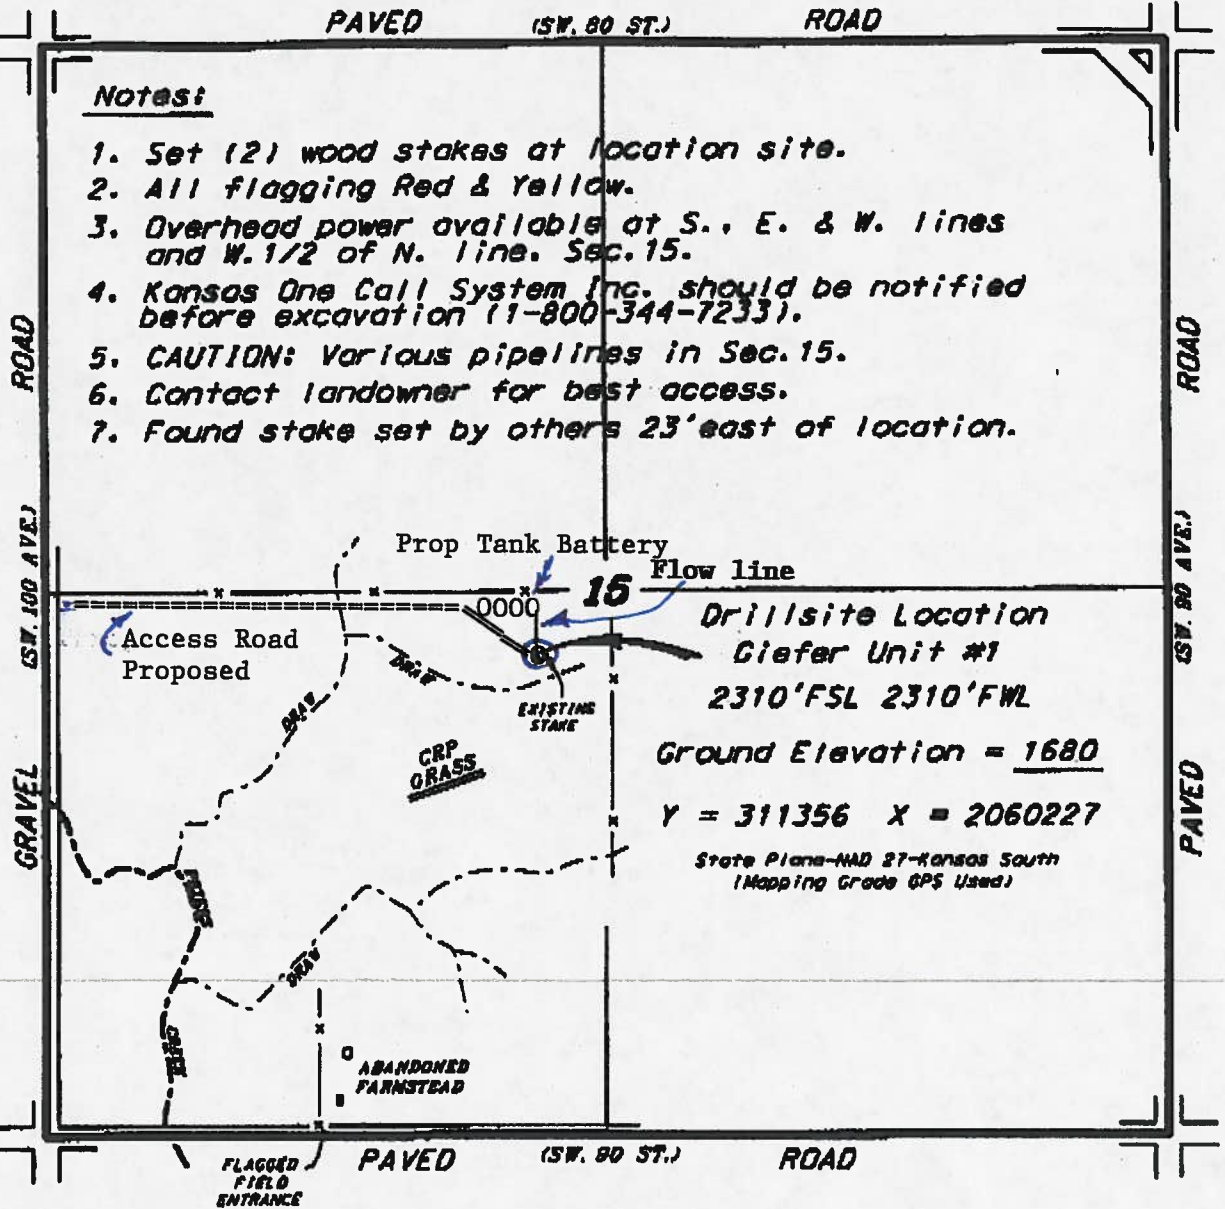 PAVED (SW. 80 ST.) ROAD
Notes:
1. Set (2) wood stakes at location site.
2. All flagging Red & Yellow.
3. Overhead power available at S., E. & W. lines
and W.1/2 of N. line. Sec.15.
4. Kansas One Call System Inc. should be notified
before excavation (1-800-344-7233).
5. CAUTION: Various pipelines in Sec.15.
6. Contact landowner for best access.
7. Found stake set by others 23'east of location.
ROAD
(SW. 100 AVE.)
GRAVEL
ROAD
(SW. 90 AVE.)
PAVED
Prop Tank Battery
Flow line
15
0000
Access Road
Proposed
Drillsite Location
Giefer Unit #1
2310'FSL 2310'FWL
Ground Elevation = 1680
Y = 311356 X = 2060227
State Plane-NAD 27-Kansas South
(Mapping Grade GPS Used)
DRAW
EXISTING
STAKE
DRAW
CRP
GRASS
DRAW
CREEK
ABANDONED
FARMSTEAD
PAVED (SW. 90 ST.) ROAD
FLAGGED
FIELD
ENTRANCE